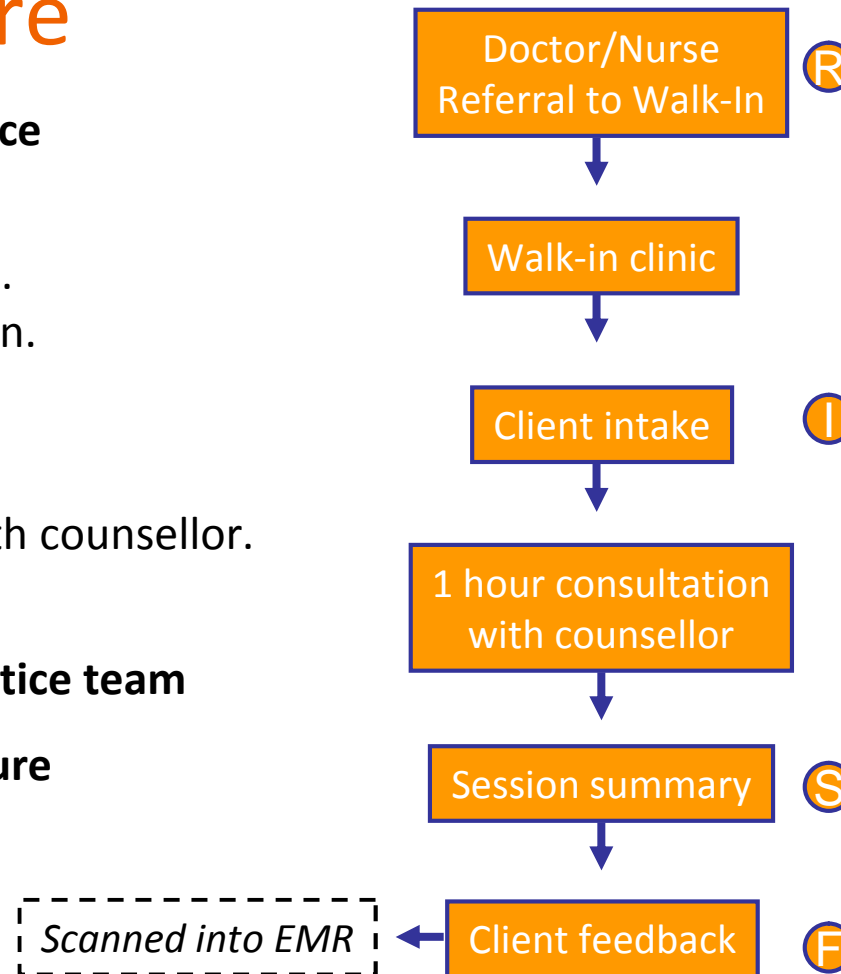 re
Doctor/Nurse
Referral to Walk-In
R
ce
Walk-in clinic
.
n.
Client intake
I
th counsellor.
1 hour consultation
with counsellor
tice team
ure
Session summary
S
Scanned into EMR
Client feedback
F